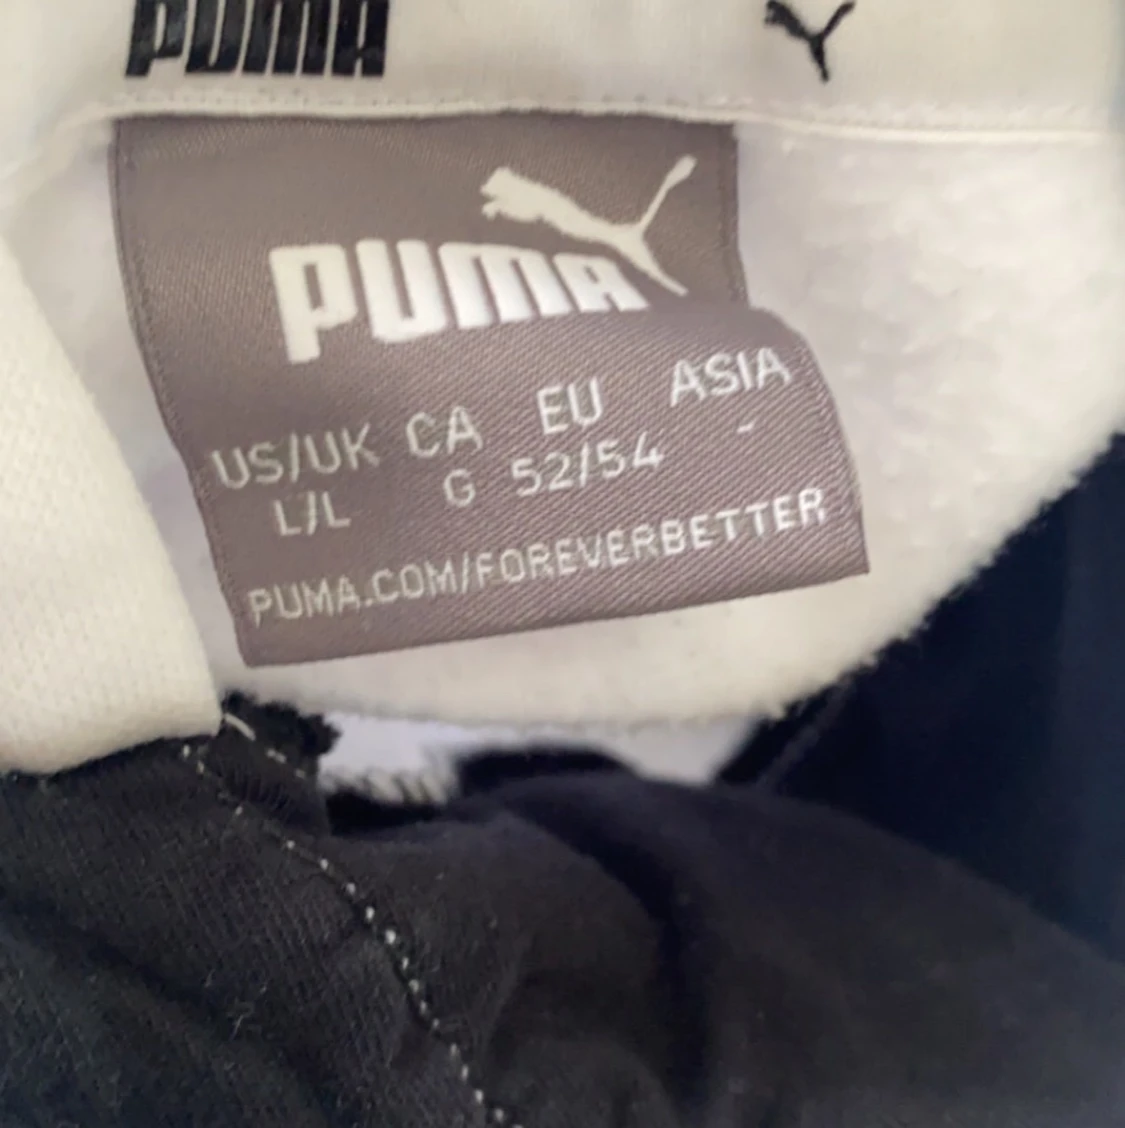 PUMA
PUMA
US/UK CA EU ASIA
L/L G 52/54 -
PUMA.COM/FOREVERBETTER